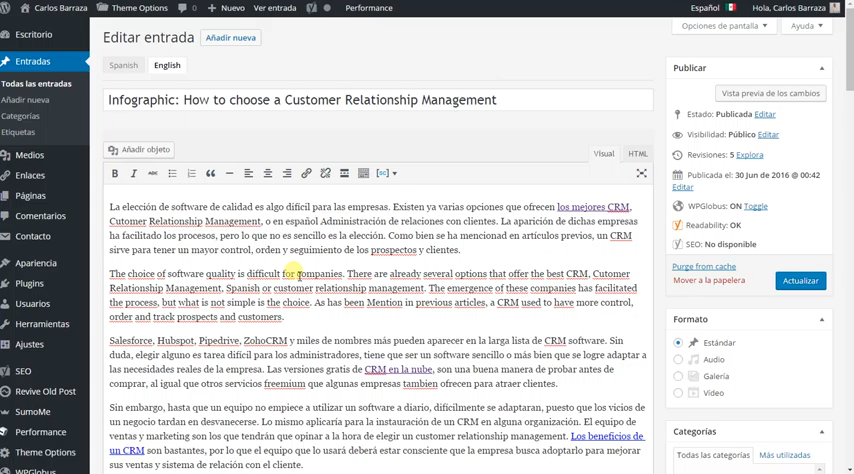 Carlos Barraza
Theme Options
0
Nuevo
Ver entrada
Performance
Español
Hola, Carlos Barraza
Escritorio
Entradas
Todas las entradas
Añadir nueva
Categorías
Etiquetas
Medios
Enlaces
Páginas
Comentarios
Contacto
Apariencia
Plugins
Usuarios
Herramientas
Ajustes
SEO
Revive Old Post
SumoMe
Performance
Theme Options
WPGlobus
Opciones de pantalla
Ayuda
Editar entrada
Añadir nueva
Spanish
English
Infographic: How to choose a Customer Relationship Management
Añadir objeto
Visual
HTML
B I ABC
[sc]
La elección de software de calidad es algo difícil para las empresas. Existen ya varias opciones que ofrecen los mejores CRM,
Cutomer Relationship Management, o en español Administración de relaciones con clientes. La aparición de dichas empresas
ha facilitado los procesos, pero lo que no es sencillo es la elección. Como bien se ha mencionado en artículos previos, un CRM
sirve para tener un mayor control, orden y seguimiento de los prospectos y clientes.
The choice of software quality is difficult for companies. There are already several options that offer the best CRM, Cutomer
Relationship Management, Spanish or customer relationship management. The emergence of these companies has facilitated
the process, but what is not simple is the choice. As has been Mention in previous articles, a CRM used to have more control,
order and track prospects and customers.
Salesforce, Hubspot, Pipedrive, ZohoCRM y miles de nombres más pueden aparecer en la larga lista de CRM software. Sin
duda, elegir alguno es tarea difícil para los administradores, tiene que ser un software sencillo o más bien que se logre adaptar a
las necesidades reales de la empresa. Las versiones gratis de CRM en la nube, son una buena manera de probar antes de
comprar, al igual que otros servicios freemium que algunas empresas tambien ofrecen para atraer clientes.
Sin embargo, hasta que un equipo no empiece a utilizar un software a diario, difícilmente se adaptaran, puesto que los vicios de
un negocio tardan en desvanecerse. Lo mismo aplicaría para la instauración de un CRM en alguna organización. El equipo de
ventas y marketing son los que tendrán que opinar a la hora de elegir un customer relationship management. Los beneficios de
un CRM son bastantes, por lo que el equipo que lo usará deberá estar consciente que la empresa busca adoptarlo para mejorar
sus ventas y sistema de relación con el cliente.
Publicar
Vista previa de los cambios
Estado: Publicada Editar
Visibilidad: Público Editar
Revisiones: 5 Explora
Publicada el: 30 Jun de 2016 @ 00:42
Editar
WPGlobus: ON Toggle
Readability: OK
SEO: No disponible
Purge from cache
Mover a la papelera
Actualizar
Formato
Estándar
Audio
Galería
Vídeo
Categorías
Todas las categorías
Más utilizadas